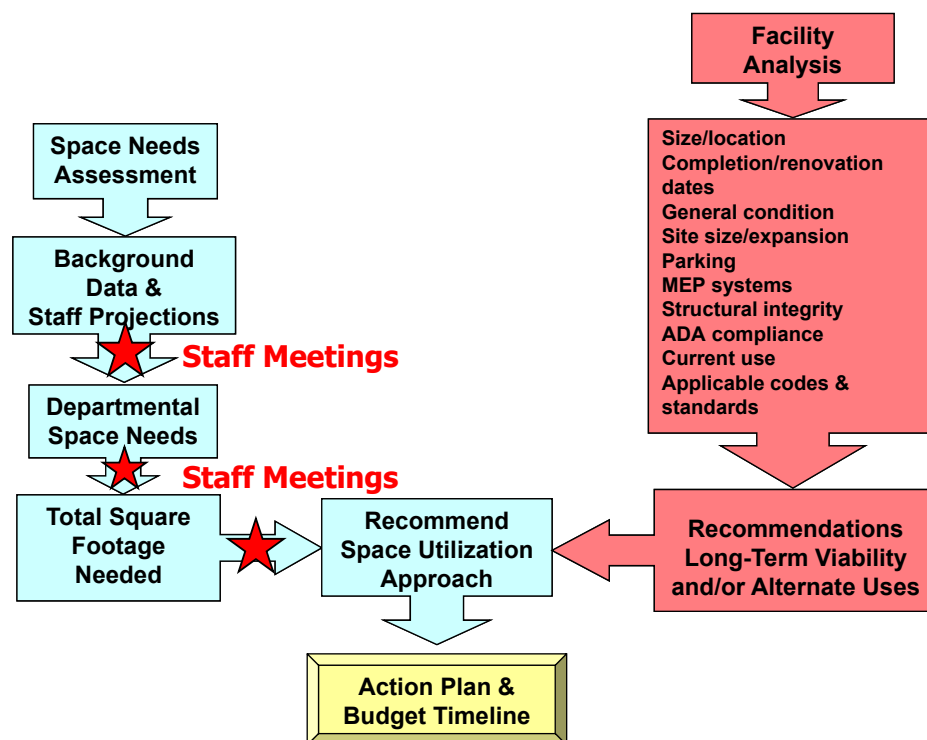 Space Needs
Assessment
Background
Data &
Staff Projections
Staff Meetings
Departmental
Space Needs
Staff Meetings
Total Square
Footage
Needed
Recommend
Space Utilization
Approach
Action Plan &
Budget Timeline
Facility
Analysis
Size/location
Completion/renovation
dates
General condition
Site size/expansion
Parking
MEP systems
Structural integrity
ADA compliance
Current use
Applicable codes &
standards
Recommendations
Long-Term Viability
and/or Alternate Uses